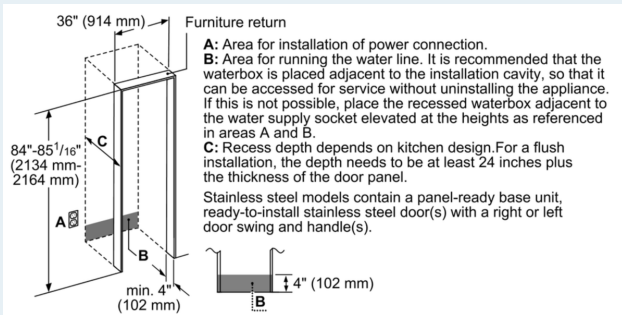 36" (914 mm)
Furniture return
A: Area for installation of power connection.
B: Area for running the water line. It is recommended that the
waterbox is placed adjacent to the installation cavity, so that it
can be accessed for service without uninstalling the appliance.
If this is not possible, place the recessed waterbox adjacent to
the water supply socket elevated at the heights as referenced
in areas A and B.
C: Recess depth depends on kitchen design.For a flush
installation, the depth needs to be at least 24 inches plus
the thickness of the door panel.
Stainless steel models contain a panel-ready base unit,
ready-to-install stainless steel door(s) with a right or left
door swing and handle(s).
C
84"-85 1/16"
(2134 mm-
2164 mm)
A
B
min. 4"
(102 mm)
4" (102 mm)
B